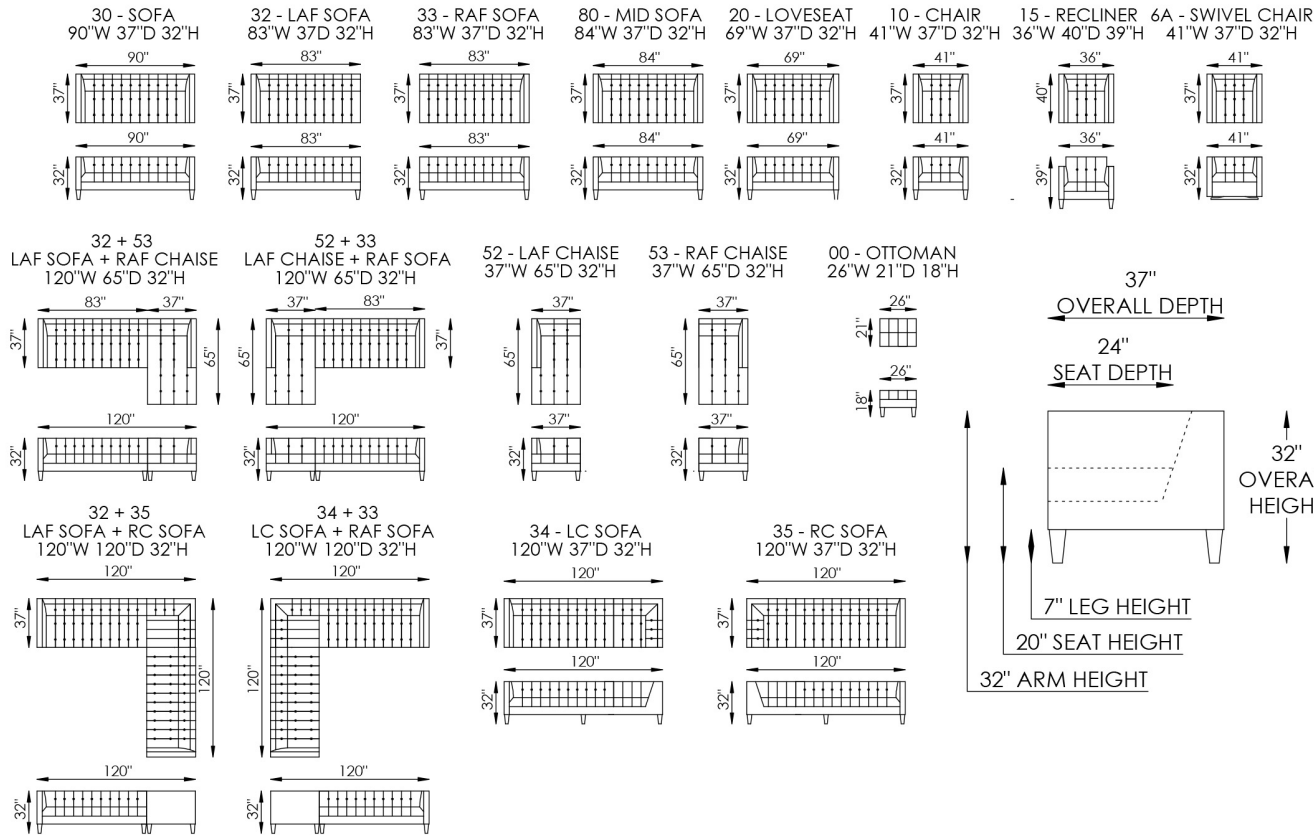 30 - SOFA
90"W 37"D 32"H
90"
37"
90"
32"
32 - LAF SOFA
83"W 37"D 32"H
83"
37"
83"
32"
33 - RAF SOFA
83"W 37"D 32"H
83"
37"
83"
32"
80 - MID SOFA
84"W 37"D 32"H
84"
37"
84"
32"
20 - LOVESEAT
69"W 37"D 32"H
69"
37"
69"
32"
10 - CHAIR
41"W 37"D 32"H
41"
37"
41"
32"
15 - RECLINER
36"W 40"D 39"H
36"
40"
36"
39"
6A - SWIVEL CHAIR
41"W 37"D 32"H
41"
37"
41"
32"
32 + 53
LAF SOFA + RAF CHAISE
120"W 65"D 32"H
83"
37"
37"
65"
120"
32"
52 + 33
LAF CHAISE + RAF SOFA
120"W 65"D 32"H
37"
83"
65"
37"
120"
32"
52 - LAF CHAISE
37"W 65"D 32"H
37"
65"
37"
32"
53 - RAF CHAISE
37"W 65"D 32"H
37"
65"
37"
32"
00 - OTTOMAN
26"W 21"D 18"H
26"
21"
26"
18"
37"
OVERALL DEPTH
24"
SEAT DEPTH
32"
OVERA
HEIGH
7" LEG HEIGHT
20" SEAT HEIGHT
32" ARM HEIGHT
32 + 35
LAF SOFA + RC SOFA
120"W 120"D 32"H
120"
37"
120"
120"
32"
34 + 33
LC SOFA + RAF SOFA
120"W 120"D 32"H
120"
120"
37"
120"
32"
34 - LC SOFA
120"W 37"D 32"H
120"
37"
120"
32"
35 - RC SOFA
120"W 37"D 32"H
120"
37"
120"
32"